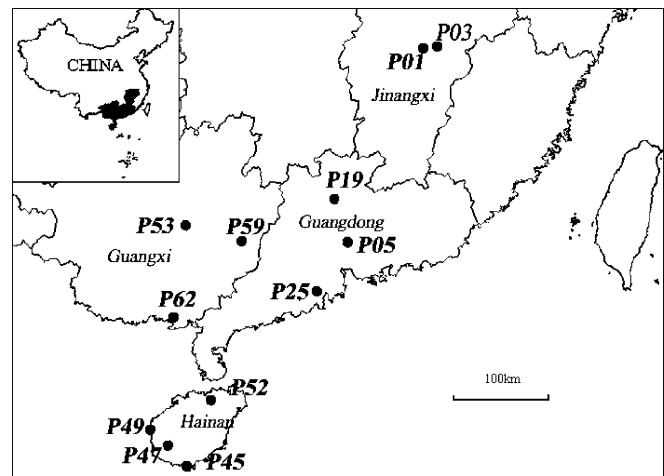 CHINA
P03
P01
Jinangxi
P19
Guangdong
P53
P59
P05
Guangxi
P25
P62
100km
P52
Hainan
P49
P47
P45